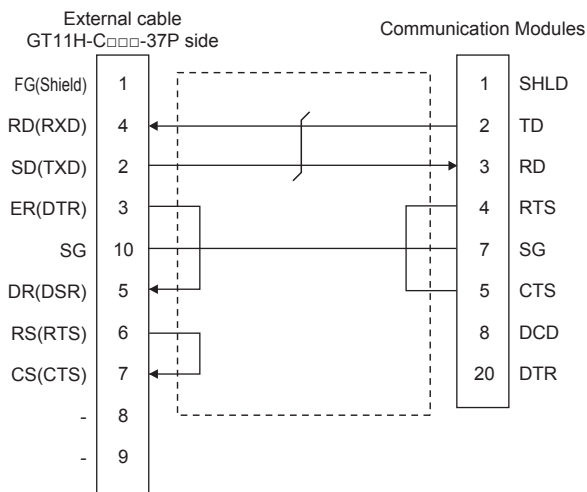 External cable
GT11H-C□□□-37P side
Communication Modules
FG(Shield) 1 1 SHLD
RD(RXD) 4 2 TD
SD(TXD) 2 3 RD
ER(DTR) 3 4 RTS
SG 10 7 SG
DR(DSR) 5 5 CTS
RS(RTS) 6 8 DCD
CS(CTS) 7 20 DTR
- 8
- 9